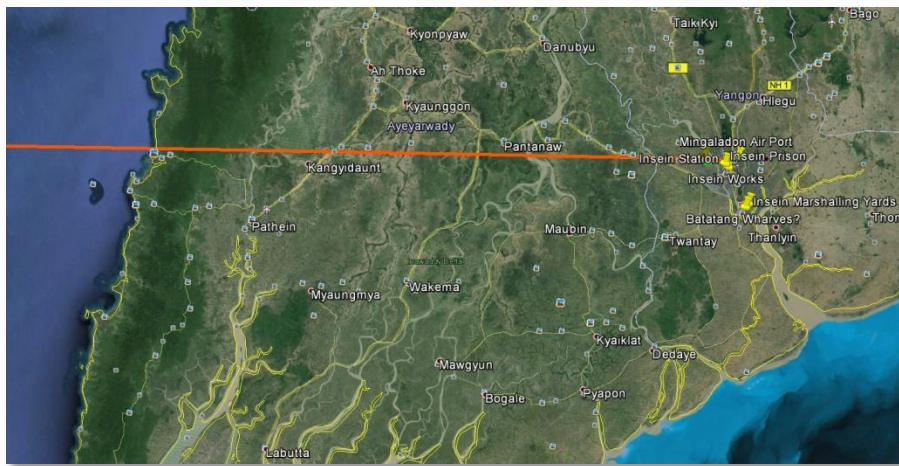 Bago
Taik Kyi
Kyonpyaw
Danubyu
Ah Thoke
NH 1
Yangon
Hlegu
Kyaunggon
Ayeyarwady
Pantanaw
Mingaladon Air Port
Insein Station
Insein Prison
Kangyidaunt
Insein Works
Insein Marshalling Yards
Batatang Wharves?
Pathein
Maubin
Twantay
Thanlyin
Wakema
Myaungmya
Kyaiklat
Dedaye
Mawgyun
Bogale
Pyapon
Labutta